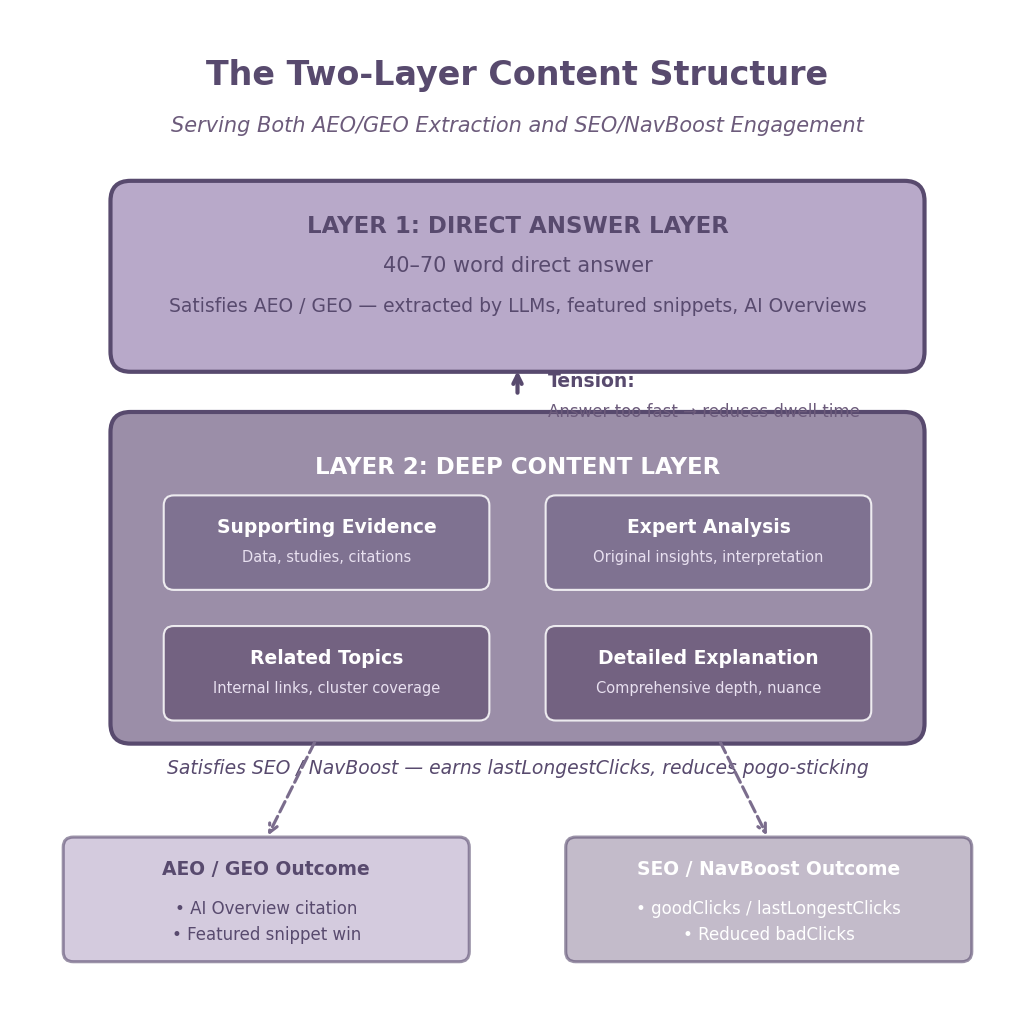 The Two-Layer Content Structure
Serving Both AEO/GEO Extraction and SEO/NavBoost Engagement
LAYER 1: DIRECT ANSWER LAYER
40–70 word direct answer
Satisfies AEO / GEO — extracted by LLMs, featured snippets, AI Overviews
Tension:
Answer too fast → reduces dwell time
LAYER 2: DEEP CONTENT LAYER
Supporting Evidence
Data, studies, citations
Expert Analysis
Original insights, interpretation
Related Topics
Internal links, cluster coverage
Detailed Explanation
Comprehensive depth, nuance
Satisfies SEO / NavBoost — earns lastLongestClicks, reduces pogo-sticking
AEO / GEO Outcome
• AI Overview citation
• Featured snippet win
SEO / NavBoost Outcome
• goodClicks / lastLongestClicks
• Reduced badClicks